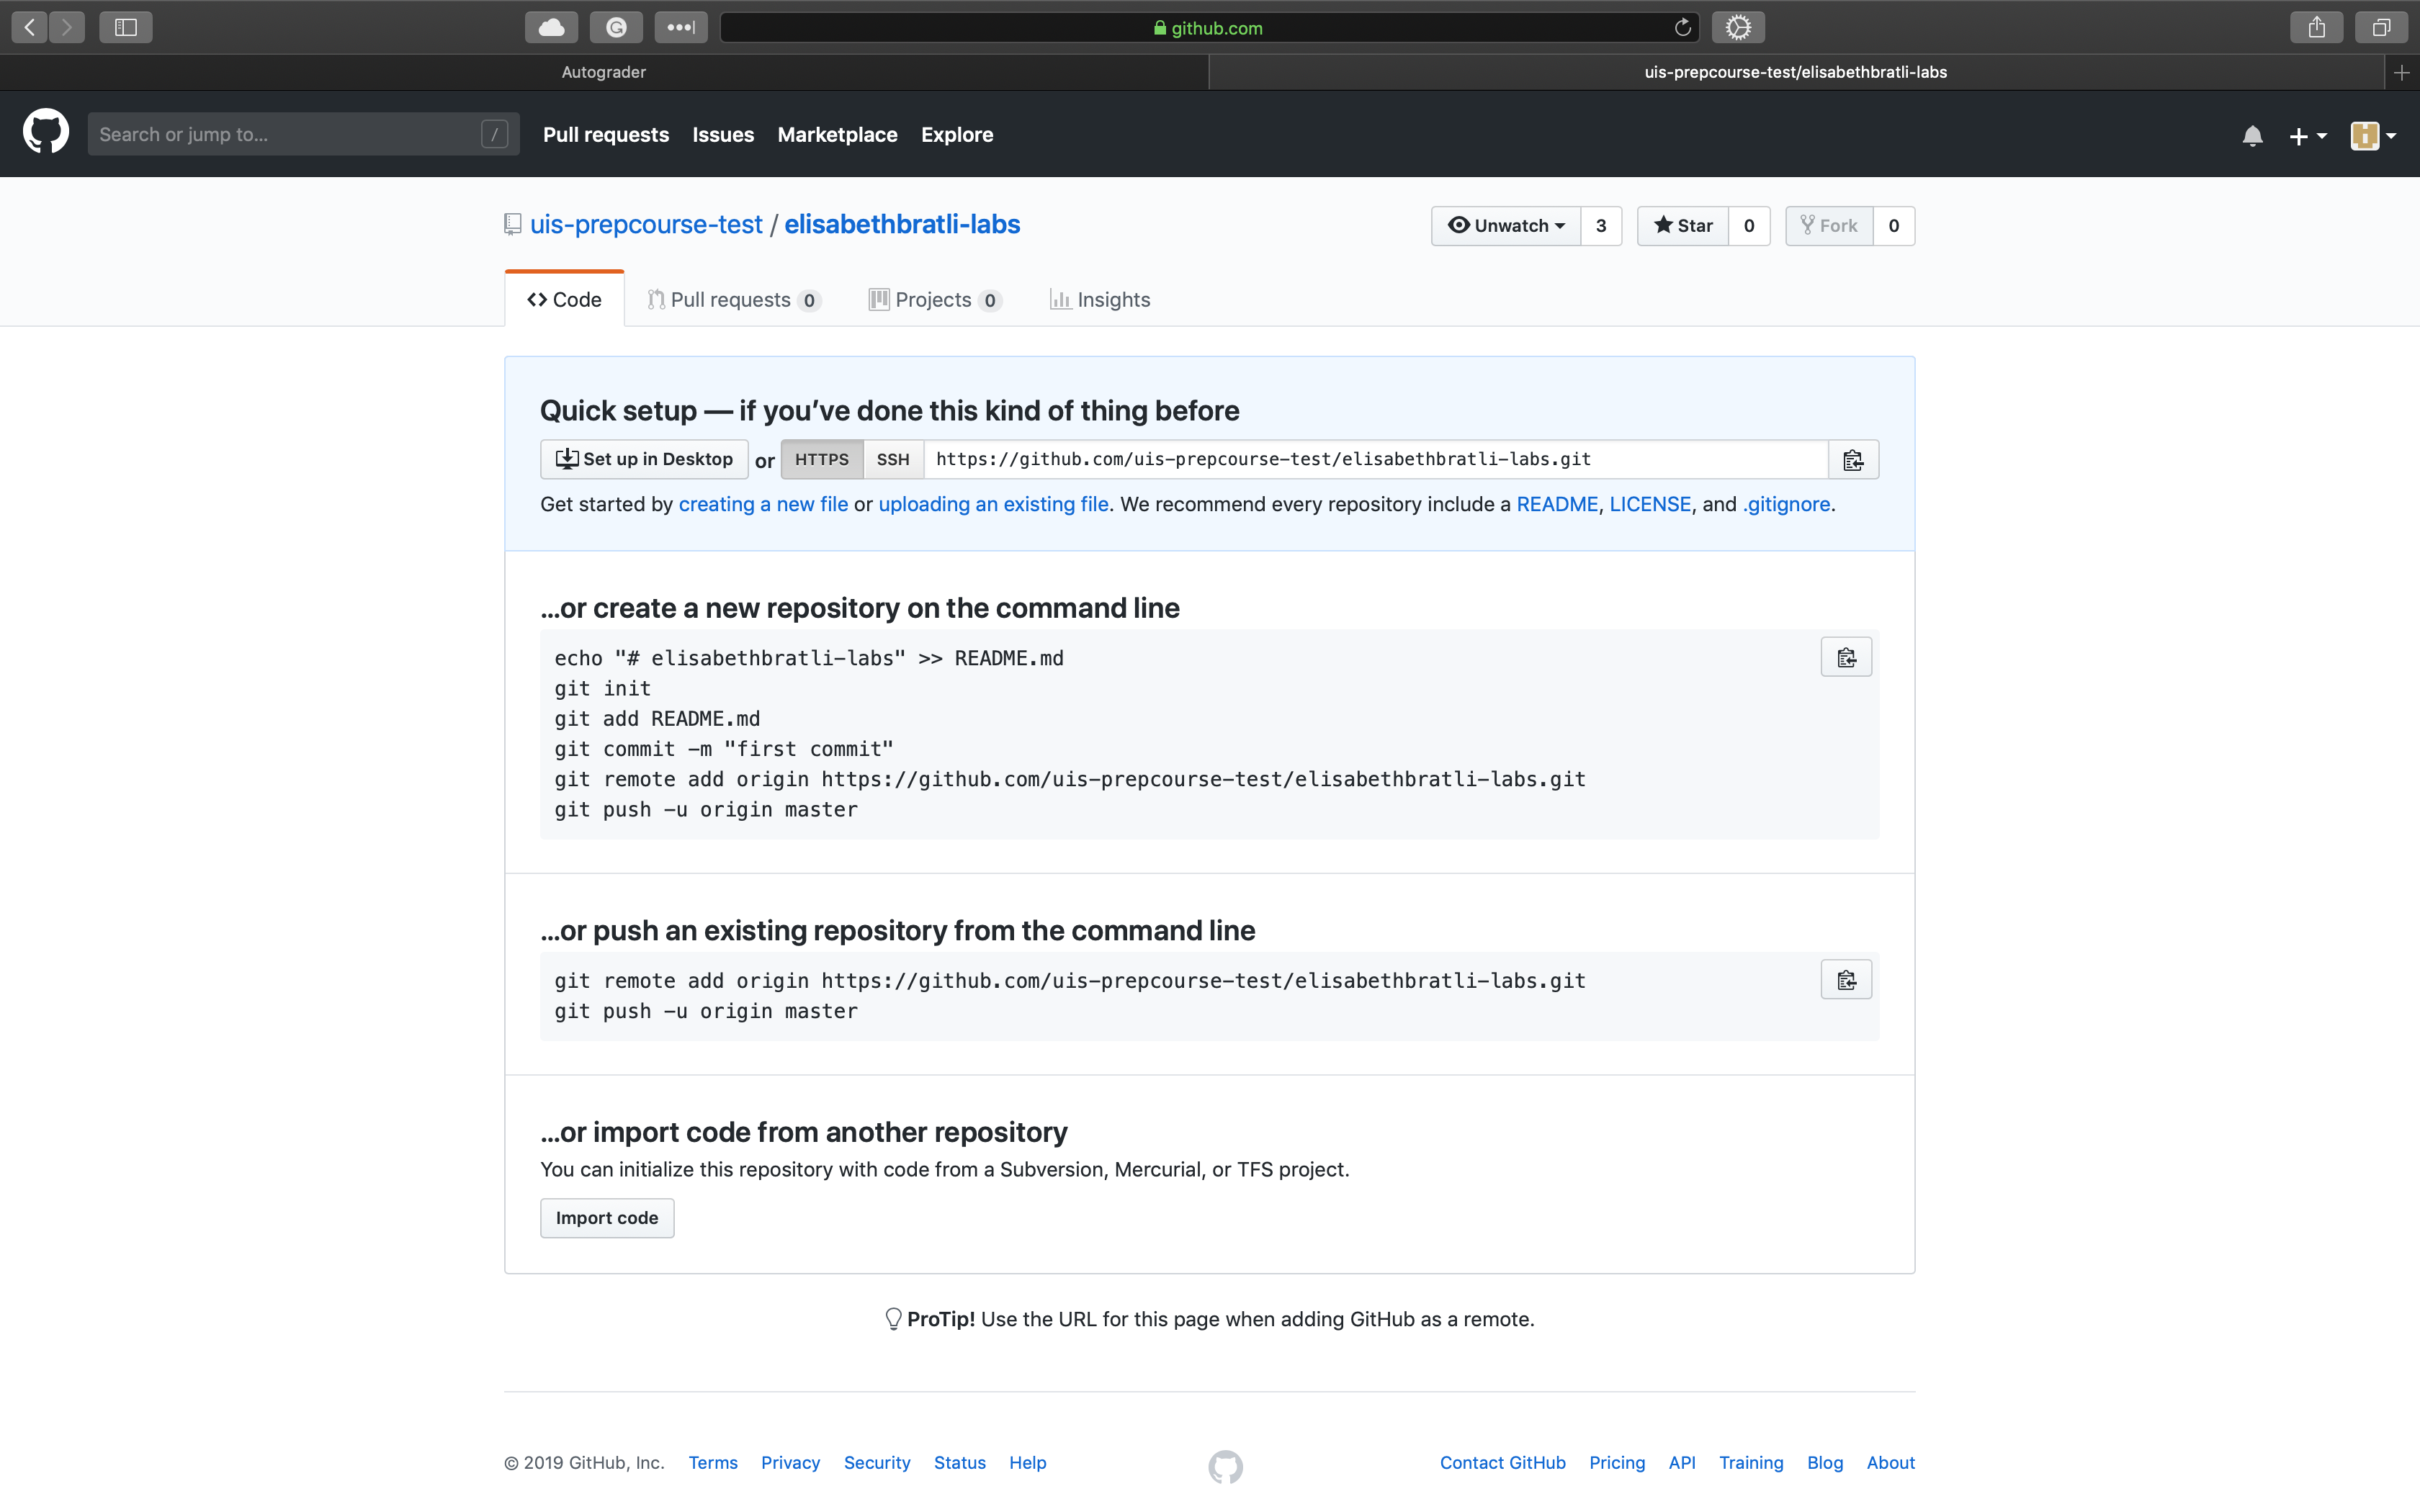 github.com
Autograder
uis-prepcourse-test/elisabethbratli-labs
Search or jump to...
/
Pull requests Issues Marketplace Explore
uis-prepcourse-test / elisabethbratli-labs
Unwatch 3 Star 0 Fork 0
Code Pull requests 0 Projects 0 Insights
Quick setup — if you’ve done this kind of thing before
Set up in Desktop or HTTPS SSH https://github.com/uis-prepcourse-test/elisabethbratli-labs.git
Get started by creating a new file or uploading an existing file. We recommend every repository include a README, LICENSE, and .gitignore.
…or create a new repository on the command line
echo "# elisabethbratli-labs" >> README.md
git init
git add README.md
git commit -m "first commit"
git remote add origin https://github.com/uis-prepcourse-test/elisabethbratli-labs.git
git push -u origin master
…or push an existing repository from the command line
git remote add origin https://github.com/uis-prepcourse-test/elisabethbratli-labs.git
git push -u origin master
…or import code from another repository
You can initialize this repository with code from a Subversion, Mercurial, or TFS project.
Import code
ProTip! Use the URL for this page when adding GitHub as a remote.
© 2019 GitHub, Inc. Terms Privacy Security Status Help Contact GitHub Pricing API Training Blog About